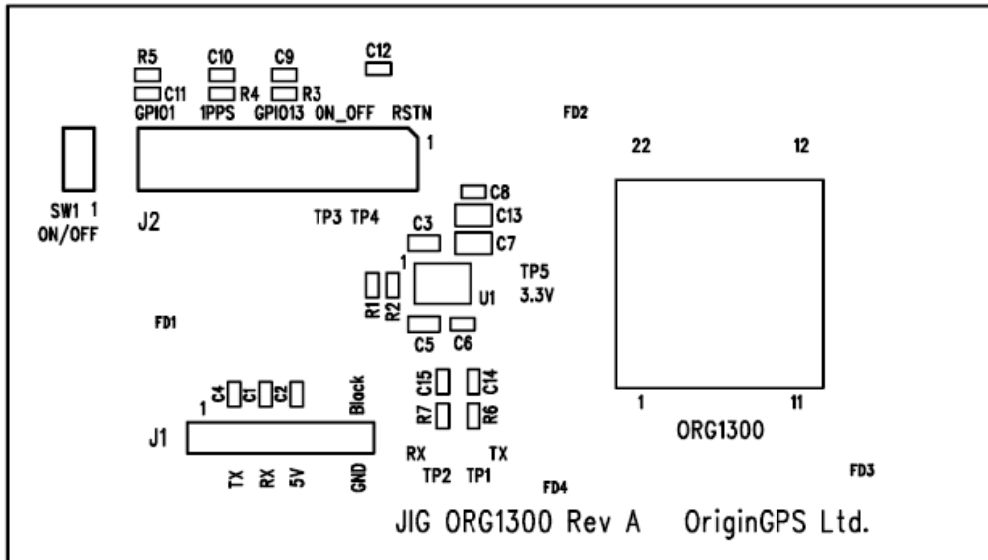 R5 C10 C9 C12
C11 R4 R3
GPIO1 1PPS GPIO13 ON_OFF RSTN
FD2
1
22 12
C8
SW1 1
ON/OFF
J2
TP3 TP4
C3 C13
C7
1
TP5
3.3V
U1
R1 R2
FD1
C5 C6
C4 C1 C2 Black
C15 C14
R7 R6
1
J1
1 11
ORG1300
RX TX
TP2 TP1
TX RX 5V GND
FD4
FD3
JIG ORG1300 Rev A OriginGPS Ltd.